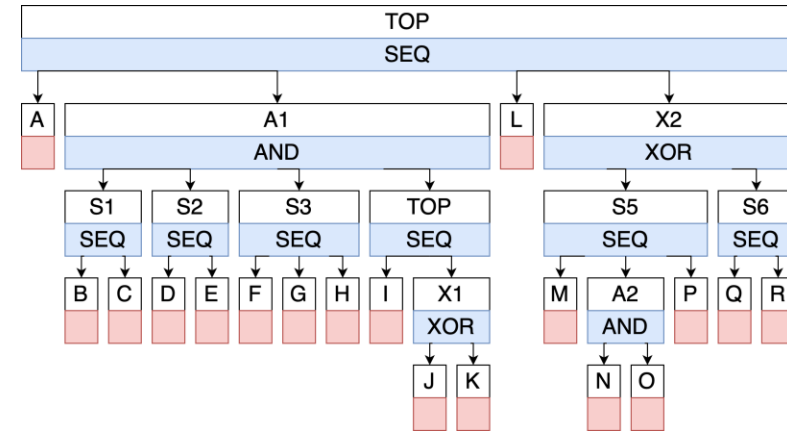 TOP
SEQ
A A1 L X2
AND XOR
S1 S2 S3 TOP S5 S6
SEQ SEQ SEQ SEQ SEQ SEQ
B C D E F G H I X1 M A2 P Q R
XOR AND
J K N O